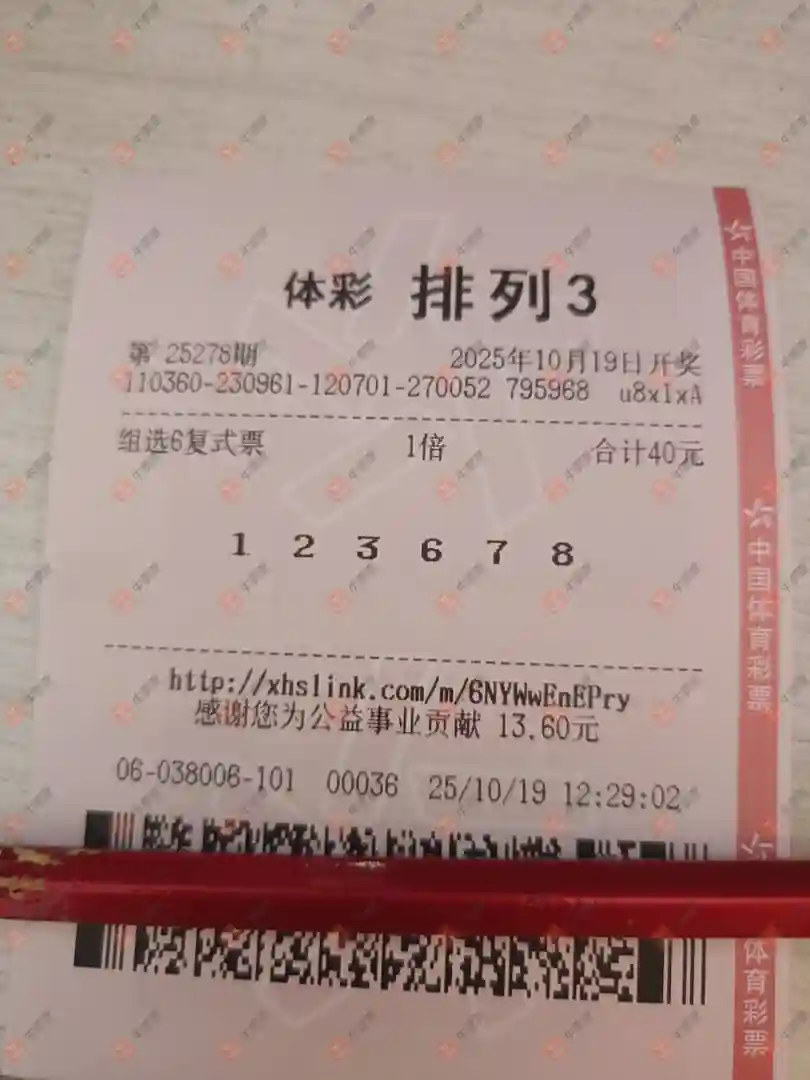 体彩 排列3
第 25278期 2025年10月19日开奖
110360-230961-120701-270052 795968 u8x1xA
组选6复式票 1倍 合计40元
1 2 3 6 7 8
http://xhslink.com/m/6NYWwEnEPry
感谢您为公益事业贡献 13.60元
06-038006-101 00036 25/10/19 12:29:02
中国体育彩票
中国体育彩票
体育彩票